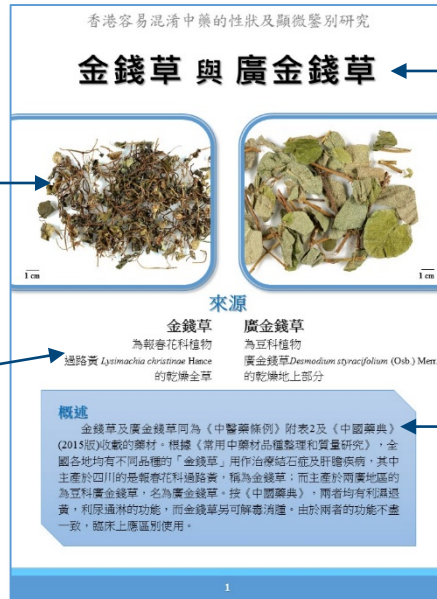 香港容易混淆中藥的性狀及顯微鑒別研究
金錢草 與 廣金錢草
1 cm
1 cm
來源
金錢草
為報春花科植物
過路黃 Lysimachia christinae Hance
的乾燥全草
廣金錢草
為豆科植物
廣金錢草Desmodium styracifolium (Osb.) Merr.
的乾燥地上部分
概述
金錢草及廣金錢草同為《中醫藥條例》附表2及《中國藥典》
(2015版)收載的藥材。根據《常用中藥材品種整理和質量研究》，全
國各地均有不同品種的「金錢草」用作治療結石症及肝膽疾病，其中
主產於四川的是報春花科過路黃，稱為金錢草；而主產於兩廣地區的
為豆科廣金錢草，名為廣金錢草。按《中國藥典》，兩者均有利濕退
黃，利尿通淋的功能，而金錢草另可解毒消腫。由於兩者的功能不盡
一致，臨床上應區別使用。
1